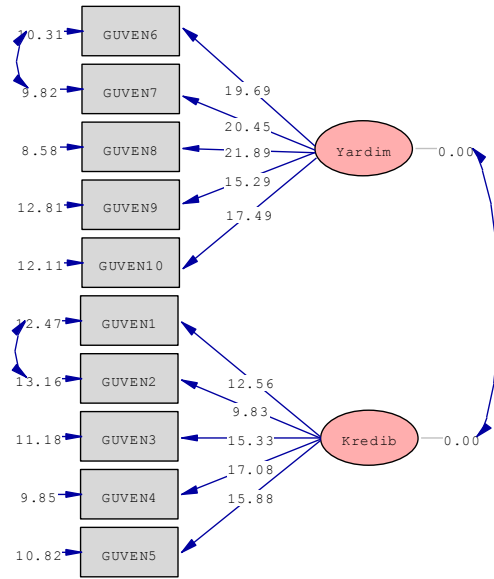 10.31 GUVEN6
19.69
9.82 GUVEN7
20.45
8.58 GUVEN8 21.89 Yardim 0.00
15.29
12.81 GUVEN9
17.49
12.11 GUVEN10
12.47 GUVEN1
12.56
13.16 GUVEN2
9.83
11.18 GUVEN3 15.33 Kredib 0.00
17.08
9.85 GUVEN4
15.88
10.82 GUVEN5